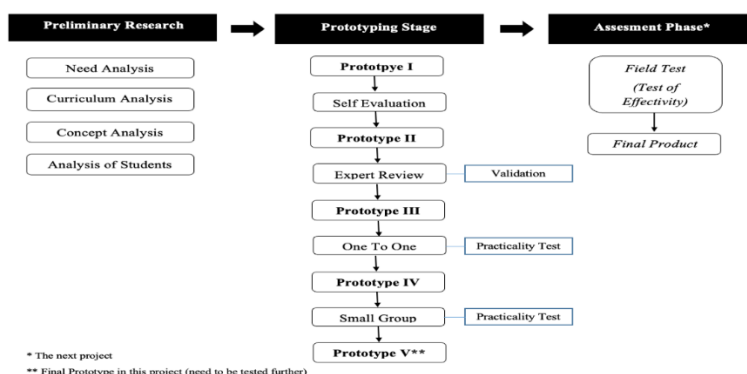 Preliminary Research
Need Analysis
Curriculum Analysis
Concept Analysis
Analysis of Students
Prototyping Stage
Prototpye I
Self Evaluation
Prototype II
Expert Review
Validation
Prototype III
One To One
Practicality Test
Prototype IV
Small Group
Practicality Test
Prototype V**
Assesment Phase*
Field Test
(Test of
Effectivity)
Final Product
* The next project
** Final Prototype in this project (need to be tested further)